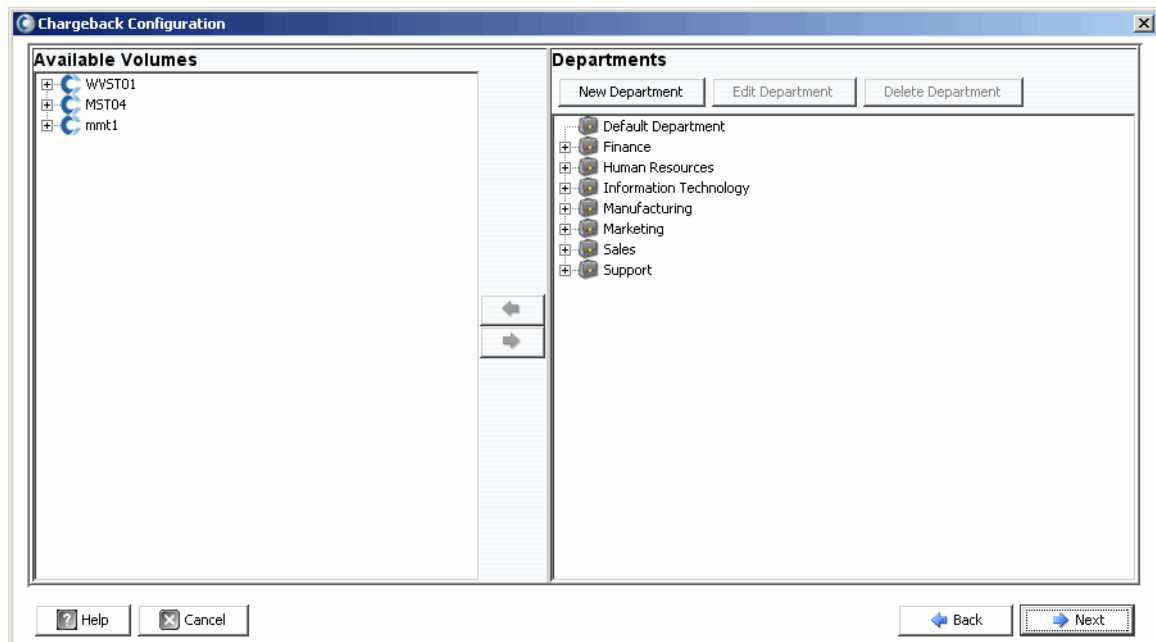 Chargeback Configuration
Available Volumes
WVST01
MST04
mmt1
Departments
New Department
Edit Department
Delete Department
Default Department
Finance
Human Resources
Information Technology
Manufacturing
Marketing
Sales
Support
Help
Cancel
Back
Next